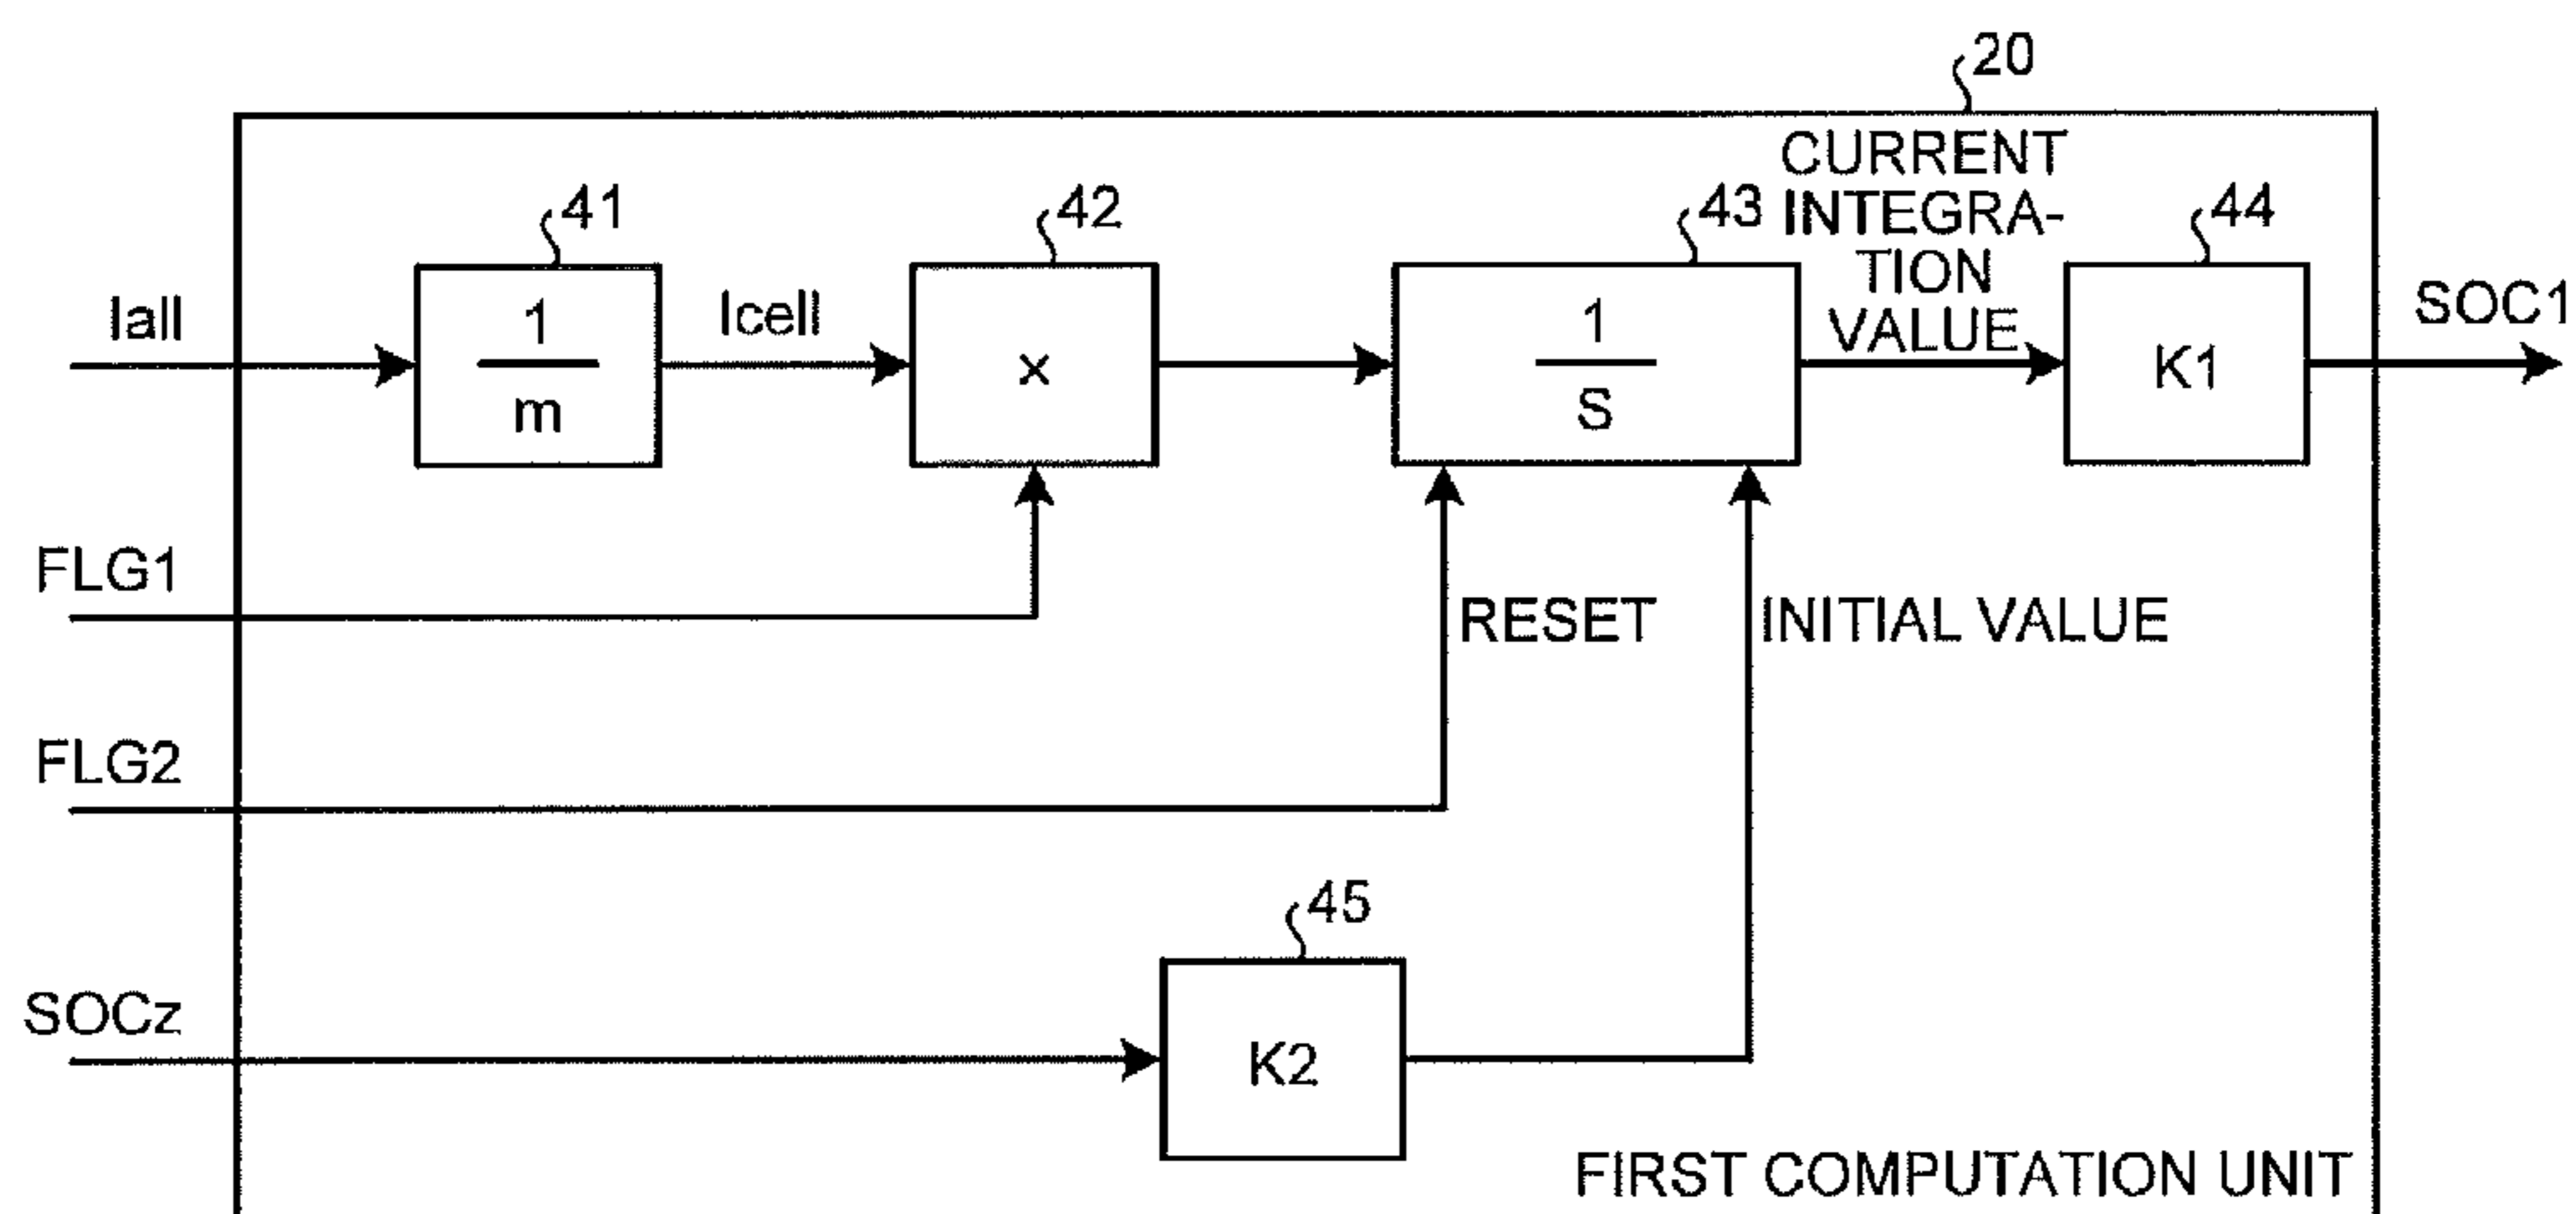 20
CURRENT
INTEGRA-
TION
VALUE
41
42
43
44
Iall
1
m
Icell
×
1
S
K1
SOC1
FLG1
RESET
INITIAL VALUE
FLG2
45
SOCz
K2
FIRST COMPUTATION UNIT